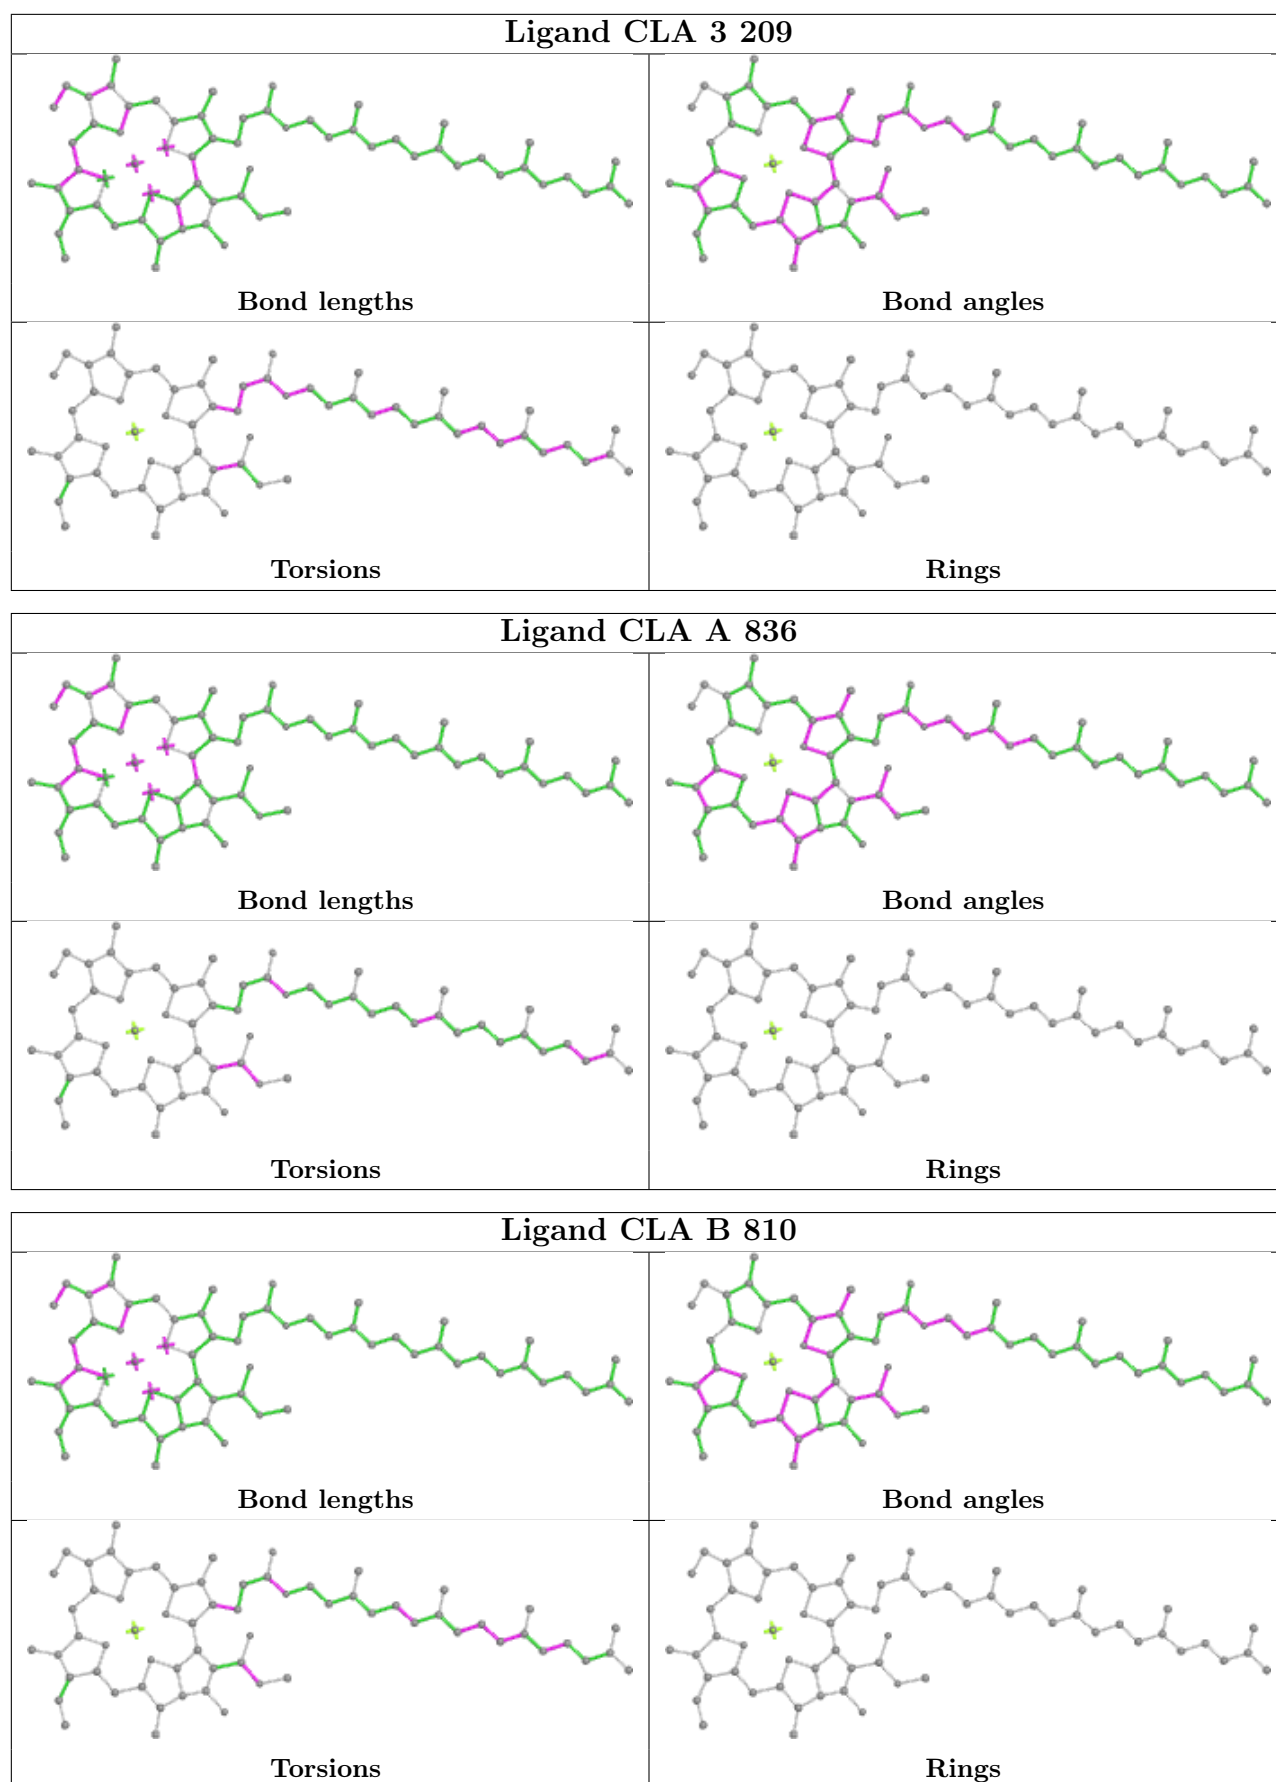 Ligand CLA 3 209
Bond lengths
Bond angles
Torsions
Rings
Ligand CLA A 836
Bond lengths
Bond angles
Torsions
Rings
Ligand CLA B 810
Bond lengths
Bond angles
Torsions
Rings